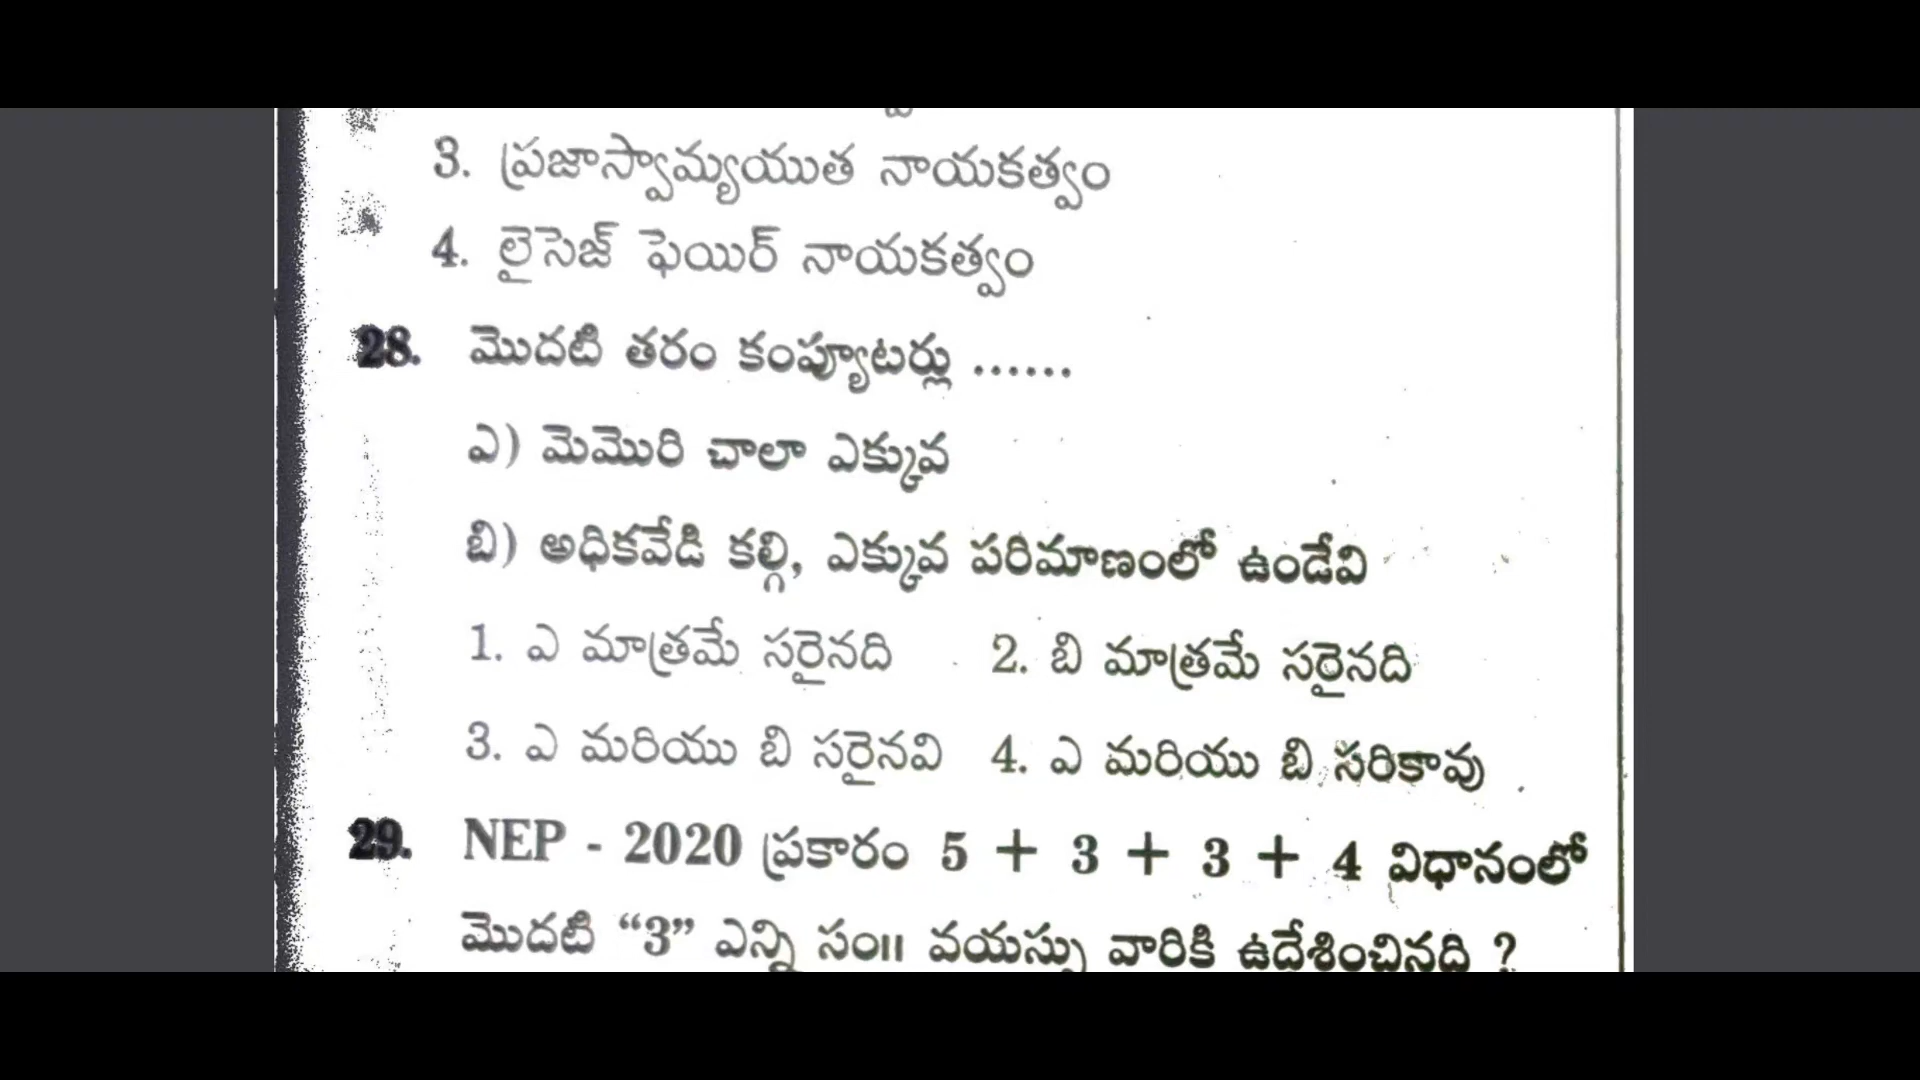 3. ప్రజాస్వామ్యయుత నాయకత్వం
4. లైసెజ్ ఫెయిర్ నాయకత్వం
28. మొదటి తరం కంప్యూటర్లు ......
ఎ) మెమొరి చాలా ఎక్కువ
బి) అధికవేడి కల్గి, ఎక్కువ పరిమాణంలో ఉండేవి
1. ఎ మాత్రమే సరైనది 2. బి మాత్రమే సరైనది
3. ఎ మరియు బి సరైనవి 4. ఎ మరియు బి సరికావు
29. NEP - 2020 ప్రకారం 5 + 3 + 3 + 4 విధానంలో
మొదటి “3” ఎన్ని సం॥ వయస్సు వారికి ఉదేశించినది ?